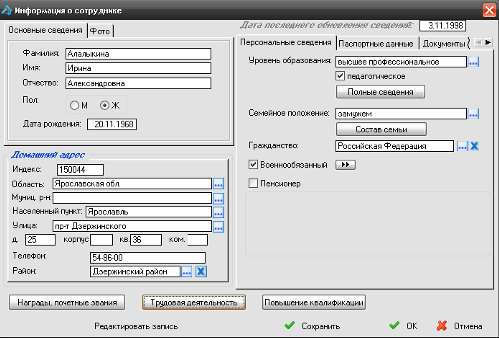 Информация о сотруднике
Дата последнего обновления сведений: 3.11.1998
Основные сведения Фото
Фамилия: Алалыкина
Имя: Ирина
Отчество: Александровна
Пол: М Ж
Дата рождения: 20.11.1968
Домашний адрес
Индекс: 150044
Область: Ярославская обл.
Муниц. р-н:
Населенный пункт: Ярославль
Улица: пр-т Дзержинского
д. 25 корпус кв. 36 ком.
Телефон: 54-86-00
Район: Дзержинский район
Персональные сведения Паспортные данные Документы
Уровень образования: высшее профессиональное
педагогическое
Полные сведения
Семейное положение: замужем
Состав семьи
Гражданство: Российская Федерация
Военнообязанный
Пенсионер
Награды, почетные звания Трудовая деятельность Повышение квалификации
Редактировать запись Сохранить OK Отмена